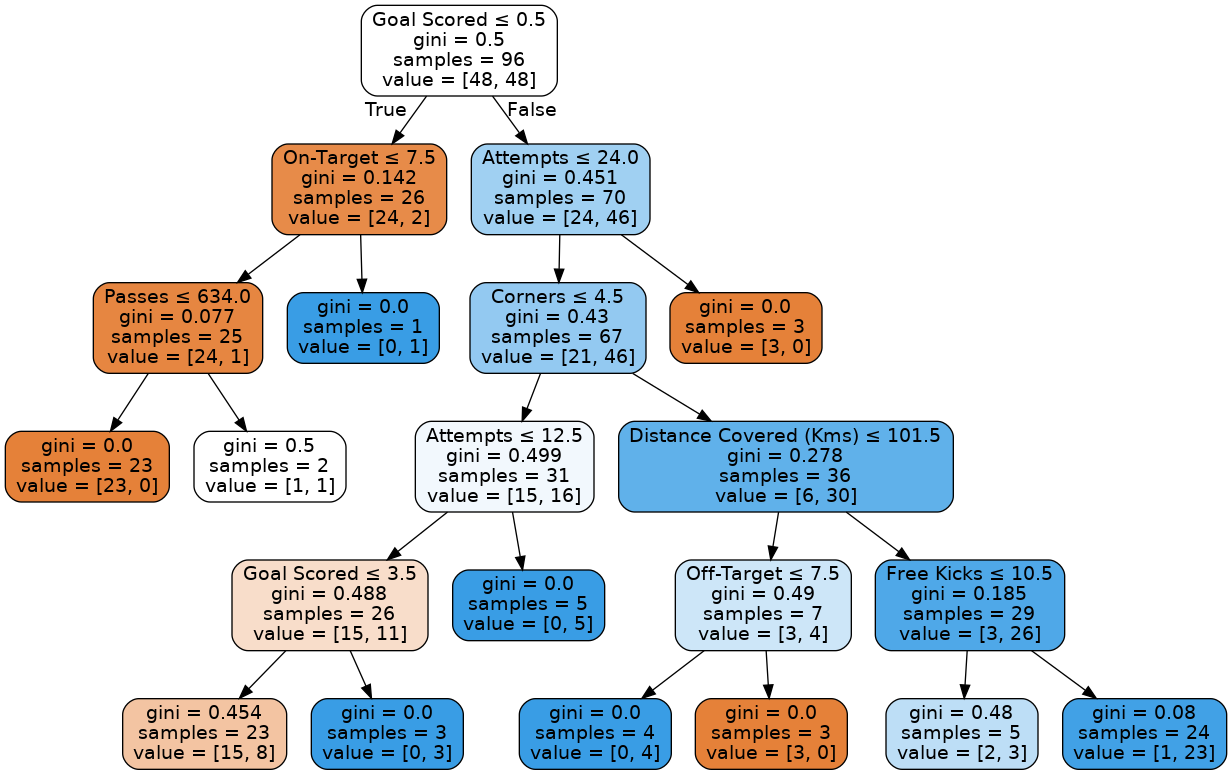 Goal Scored ≤ 0.5
gini = 0.5
samples = 96
value = [48, 48]
True
False
On-Target ≤ 7.5
gini = 0.142
samples = 26
value = [24, 2]
Attempts ≤ 24.0
gini = 0.451
samples = 70
value = [24, 46]
Passes ≤ 634.0
gini = 0.077
samples = 25
value = [24, 1]
gini = 0.0
samples = 1
value = [0, 1]
Corners ≤ 4.5
gini = 0.43
samples = 67
value = [21, 46]
gini = 0.0
samples = 3
value = [3, 0]
gini = 0.0
samples = 23
value = [23, 0]
gini = 0.5
samples = 2
value = [1, 1]
Attempts ≤ 12.5
gini = 0.499
samples = 31
value = [15, 16]
Distance Covered (Kms) ≤ 101.5
gini = 0.278
samples = 36
value = [6, 30]
Goal Scored ≤ 3.5
gini = 0.488
samples = 26
value = [15, 11]
gini = 0.0
samples = 5
value = [0, 5]
Off-Target ≤ 7.5
gini = 0.49
samples = 7
value = [3, 4]
Free Kicks ≤ 10.5
gini = 0.185
samples = 29
value = [3, 26]
gini = 0.454
samples = 23
value = [15, 8]
gini = 0.0
samples = 3
value = [0, 3]
gini = 0.0
samples = 4
value = [0, 4]
gini = 0.0
samples = 3
value = [3, 0]
gini = 0.48
samples = 5
value = [2, 3]
gini = 0.08
samples = 24
value = [1, 23]